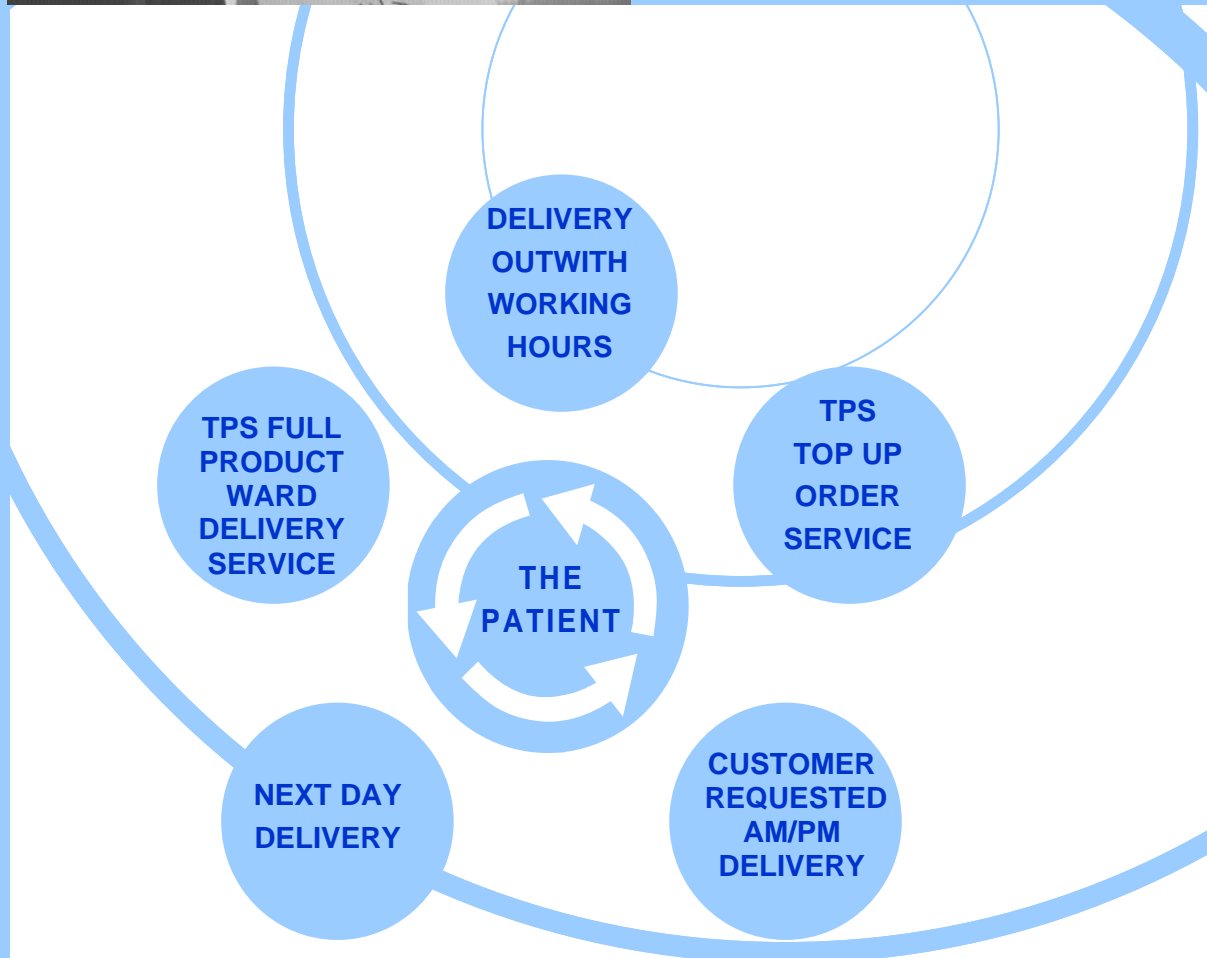 DELIVERY
OUTWITH
WORKING
HOURS
TPS FULL
PRODUCT
WARD
DELIVERY
SERVICE
TPS
TOP UP
ORDER
SERVICE
THE
PATIENT
NEXT DAY
DELIVERY
CUSTOMER
REQUESTED
AM/PM
DELIVERY